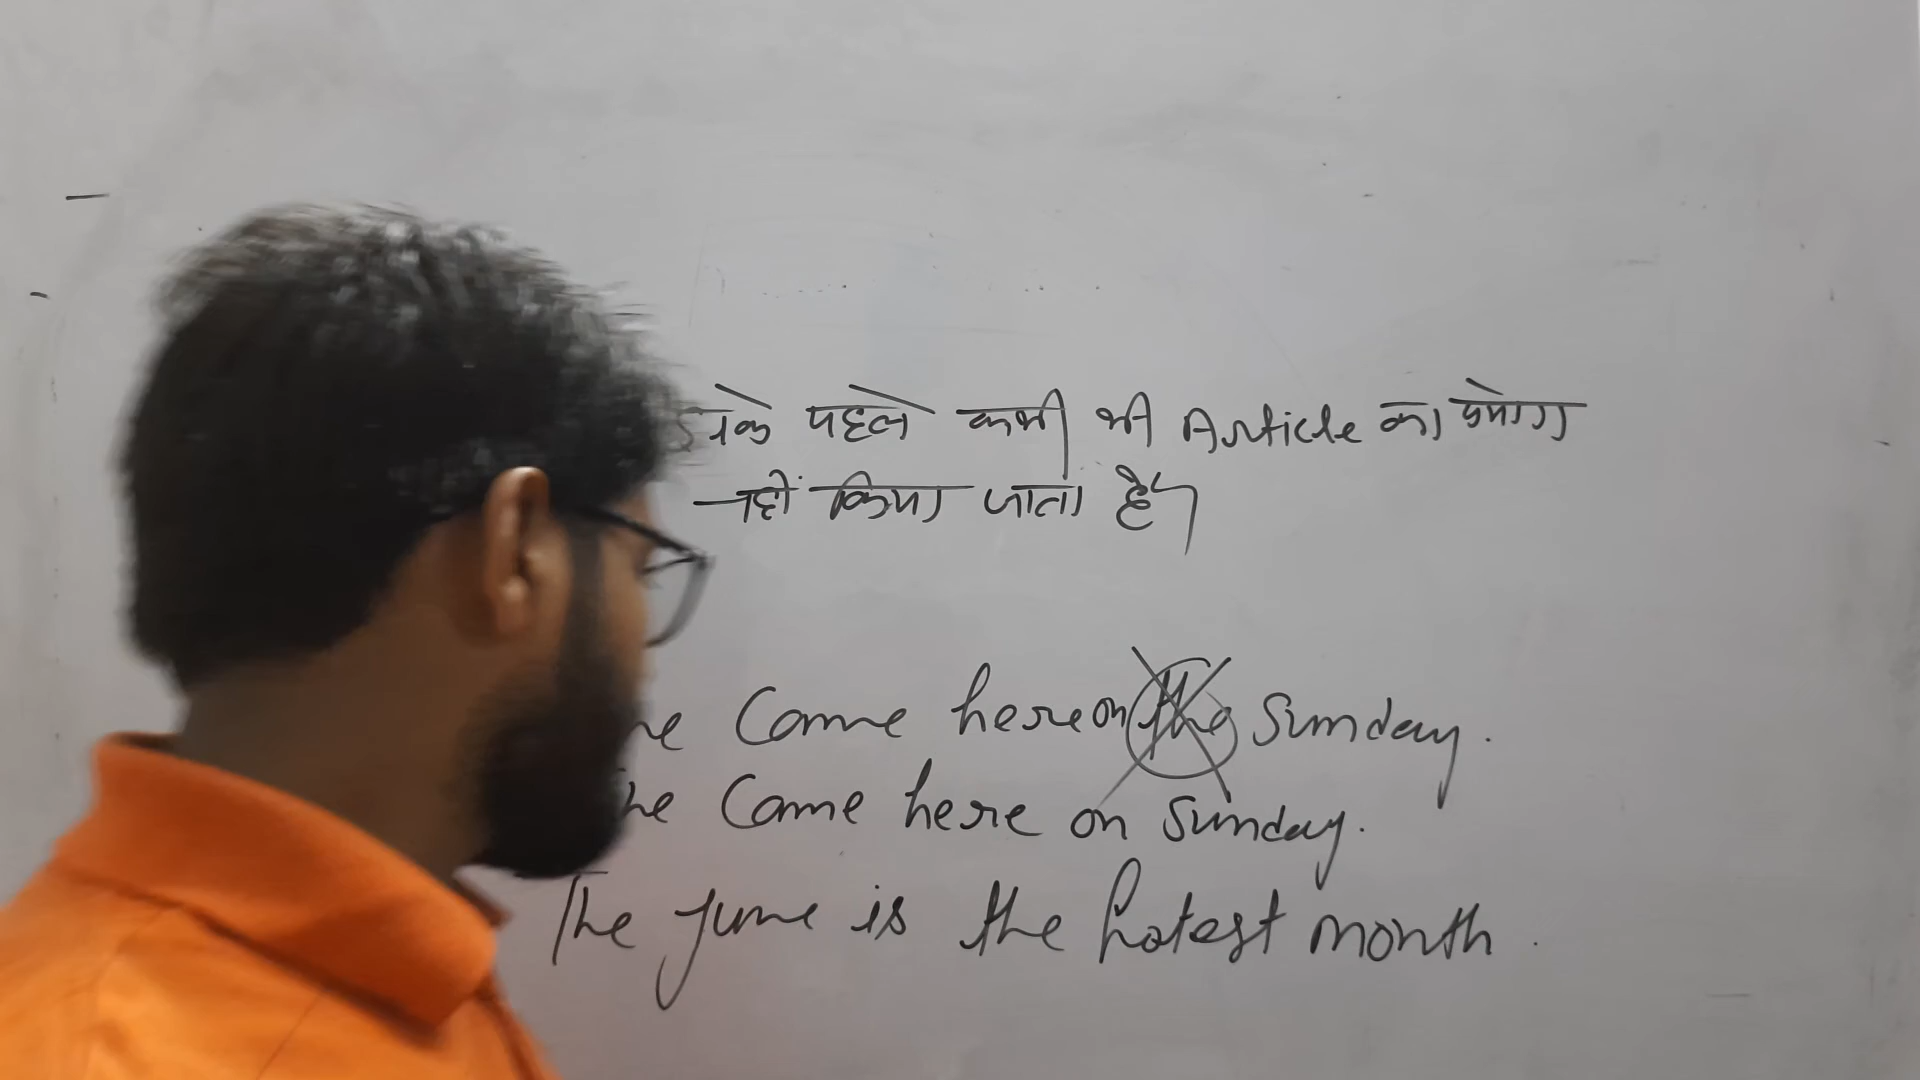 इनके पहले कभी भी Article का प्रयोग
नहीं किया जाता है।
he Came here on the Sunday.
he Came here on Sunday.
The June is the hotest month.